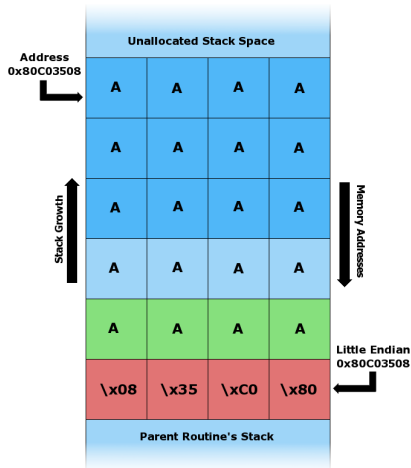 Unallocated Stack Space
Address
0x80C03508
A A A A
A A A A
A A A A
Stack Growth
Memory Addresses
A A A A
A A A A
Little Endian
0x80C03508
\x08 \x35 \xC0 \x80
Parent Routine's Stack